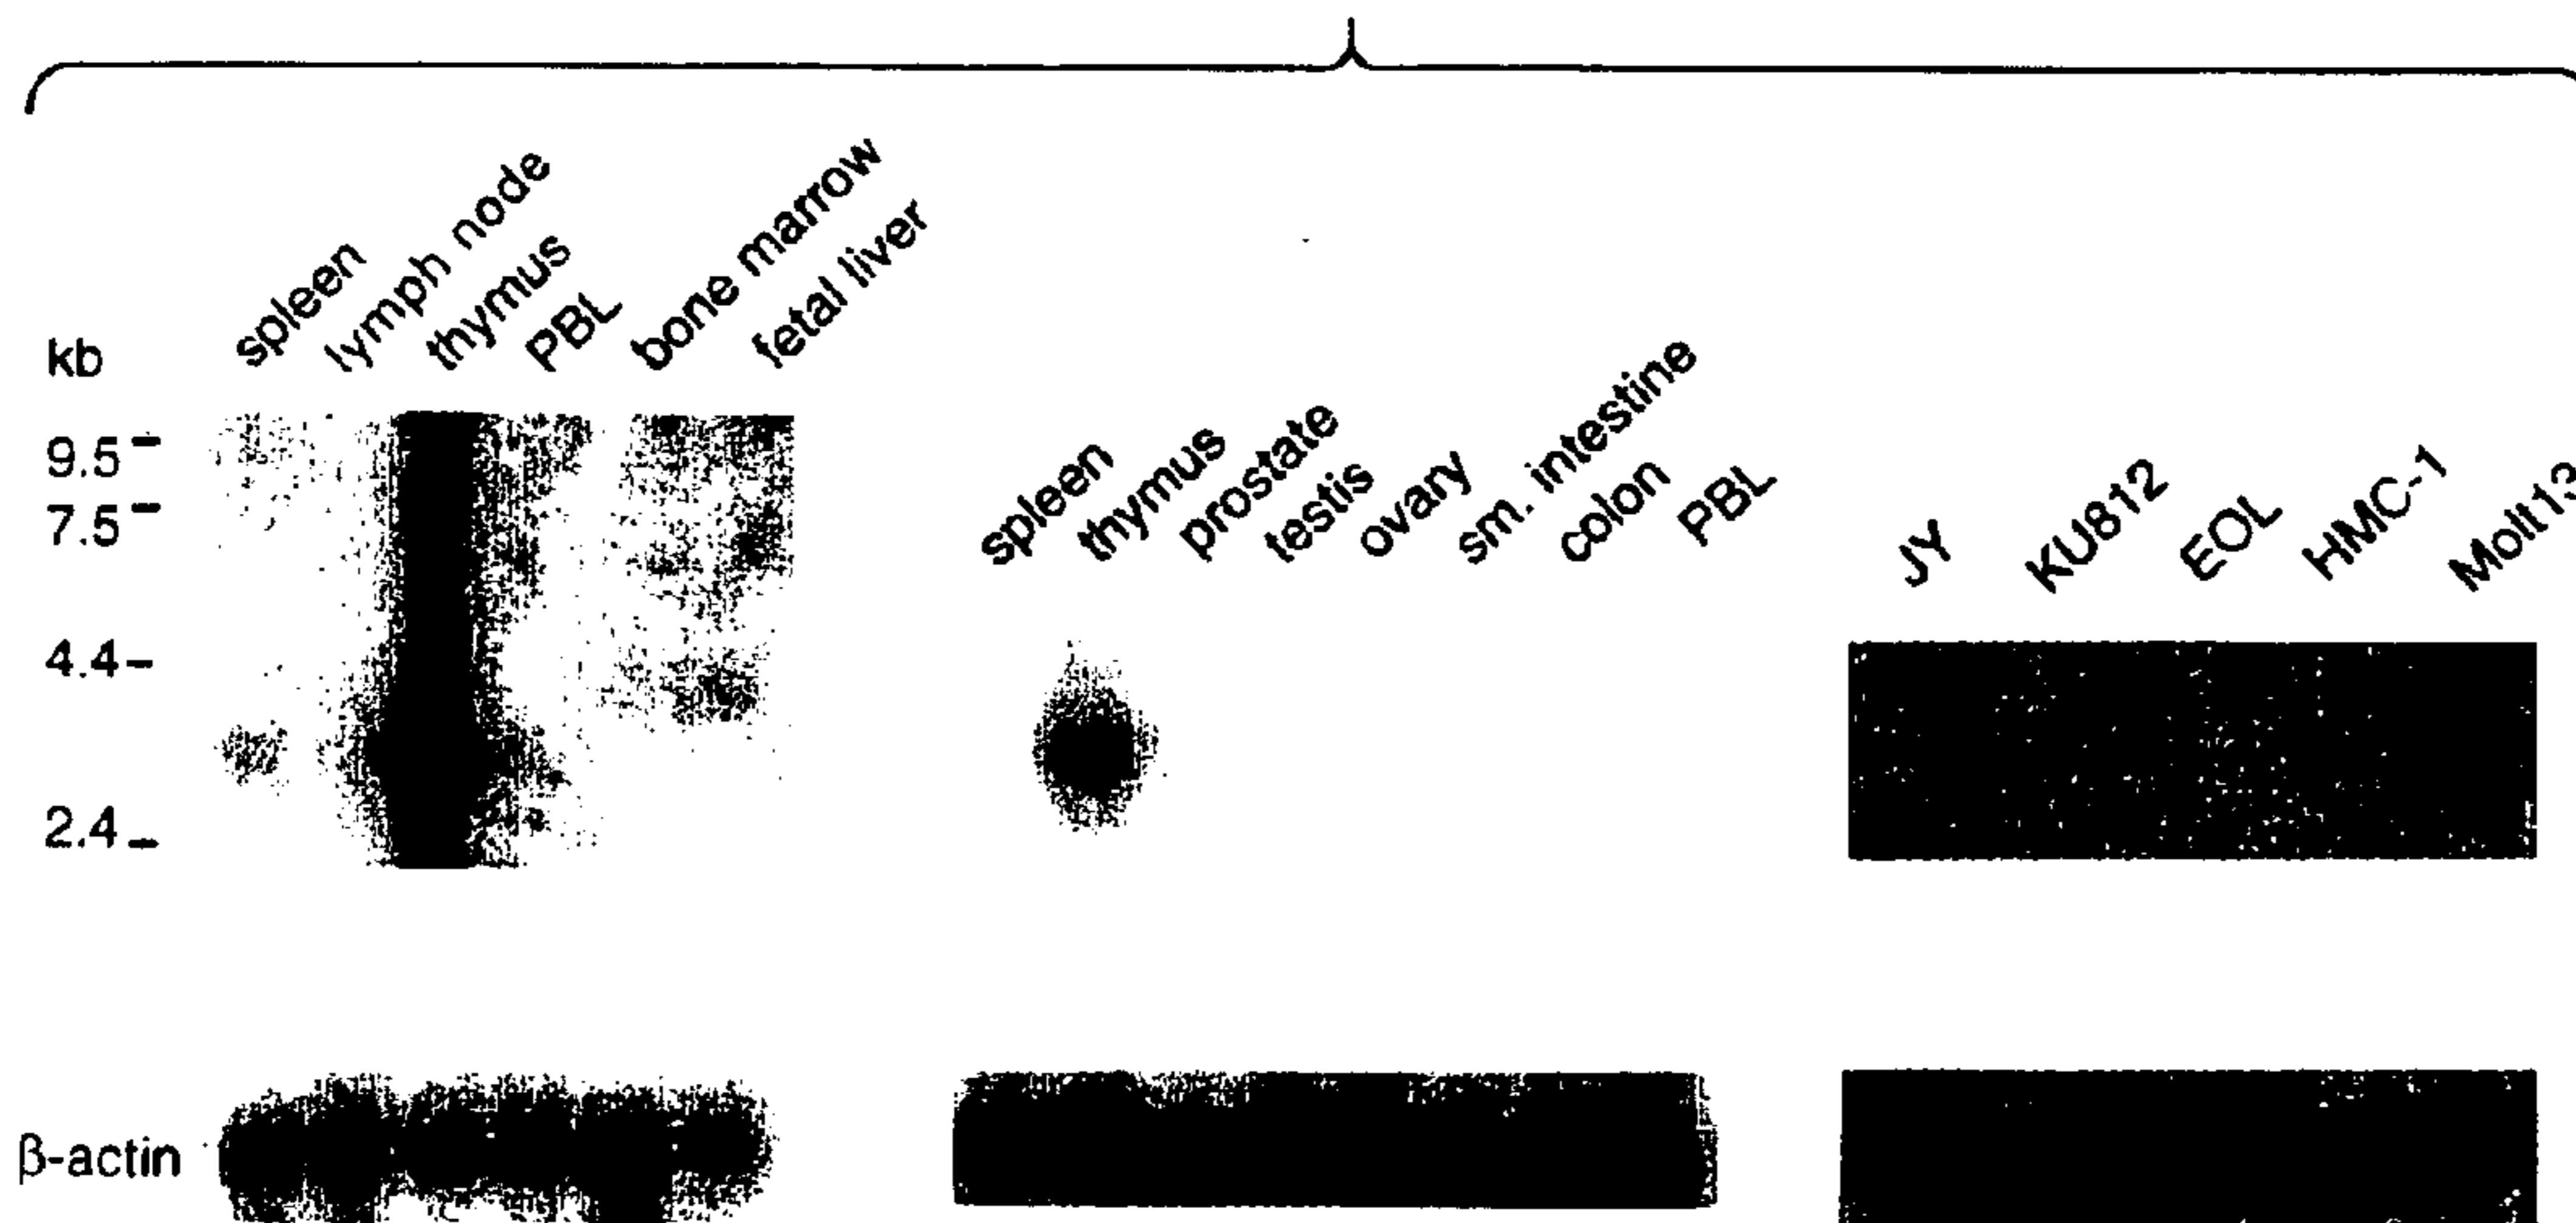 kb
spleen
lymph node
thymus
PBL
bone marrow
fetal liver
9.5
7.5
4.4
2.4
spleen
thymus
prostate
testis
ovary
sm. intestine
colon
PBL
JY
KU812
EOL
HMC-1
Molt13
β-actin